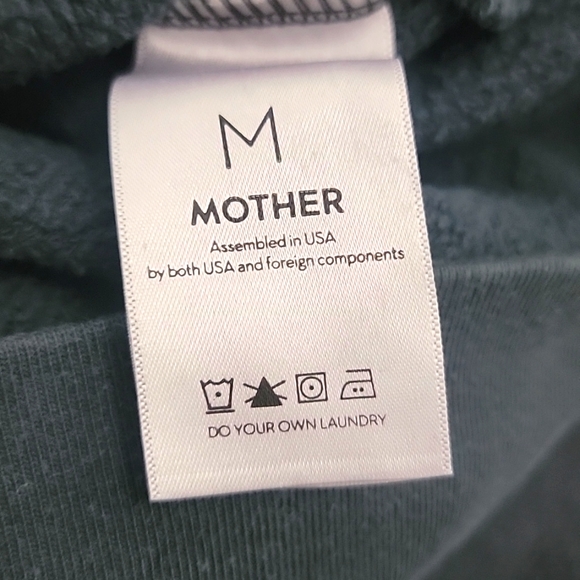 M
MOTHER
Assembled in USA
by both USA and foreign components
DO YOUR OWN LAUNDRY